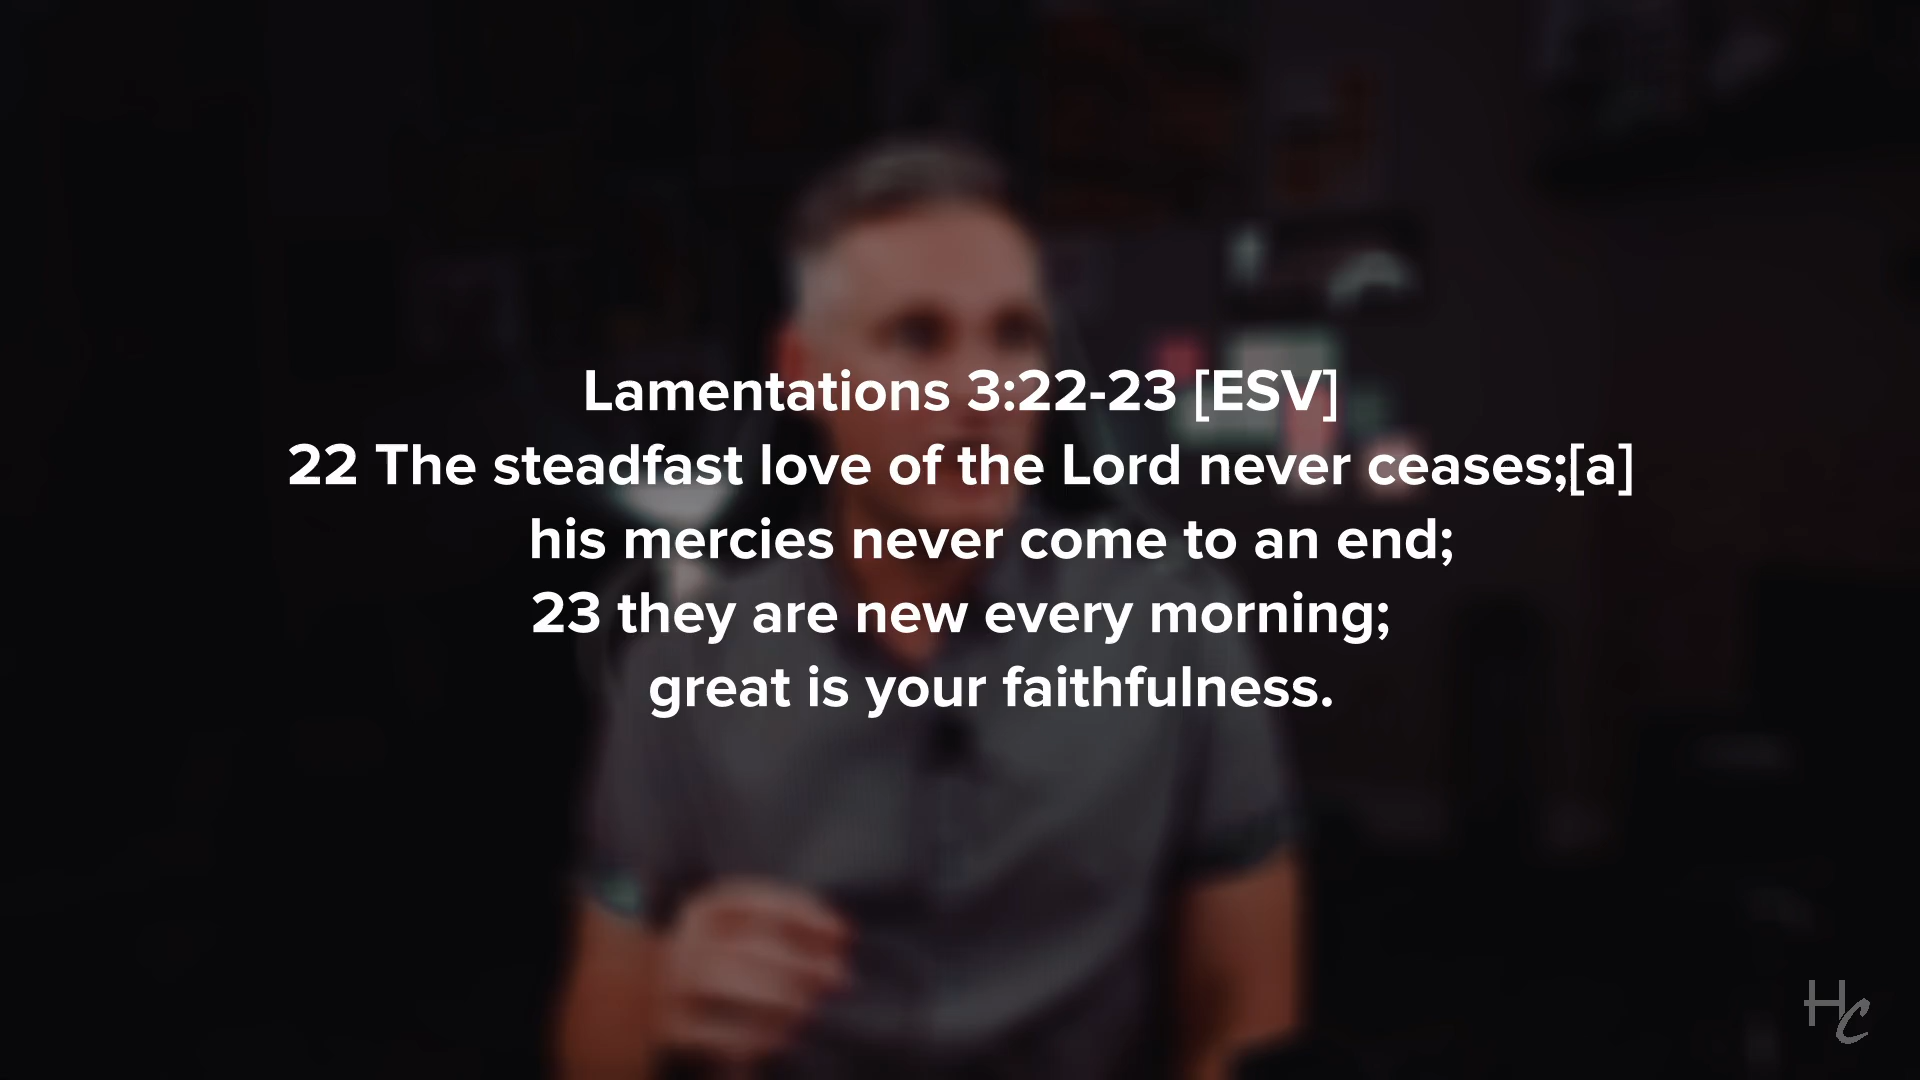 Lamentations 3:22-23 [ESV]
22 The steadfast love of the Lord never ceases;[a]
his mercies never come to an end;
23 they are new every morning;
great is your faithfulness.
HC